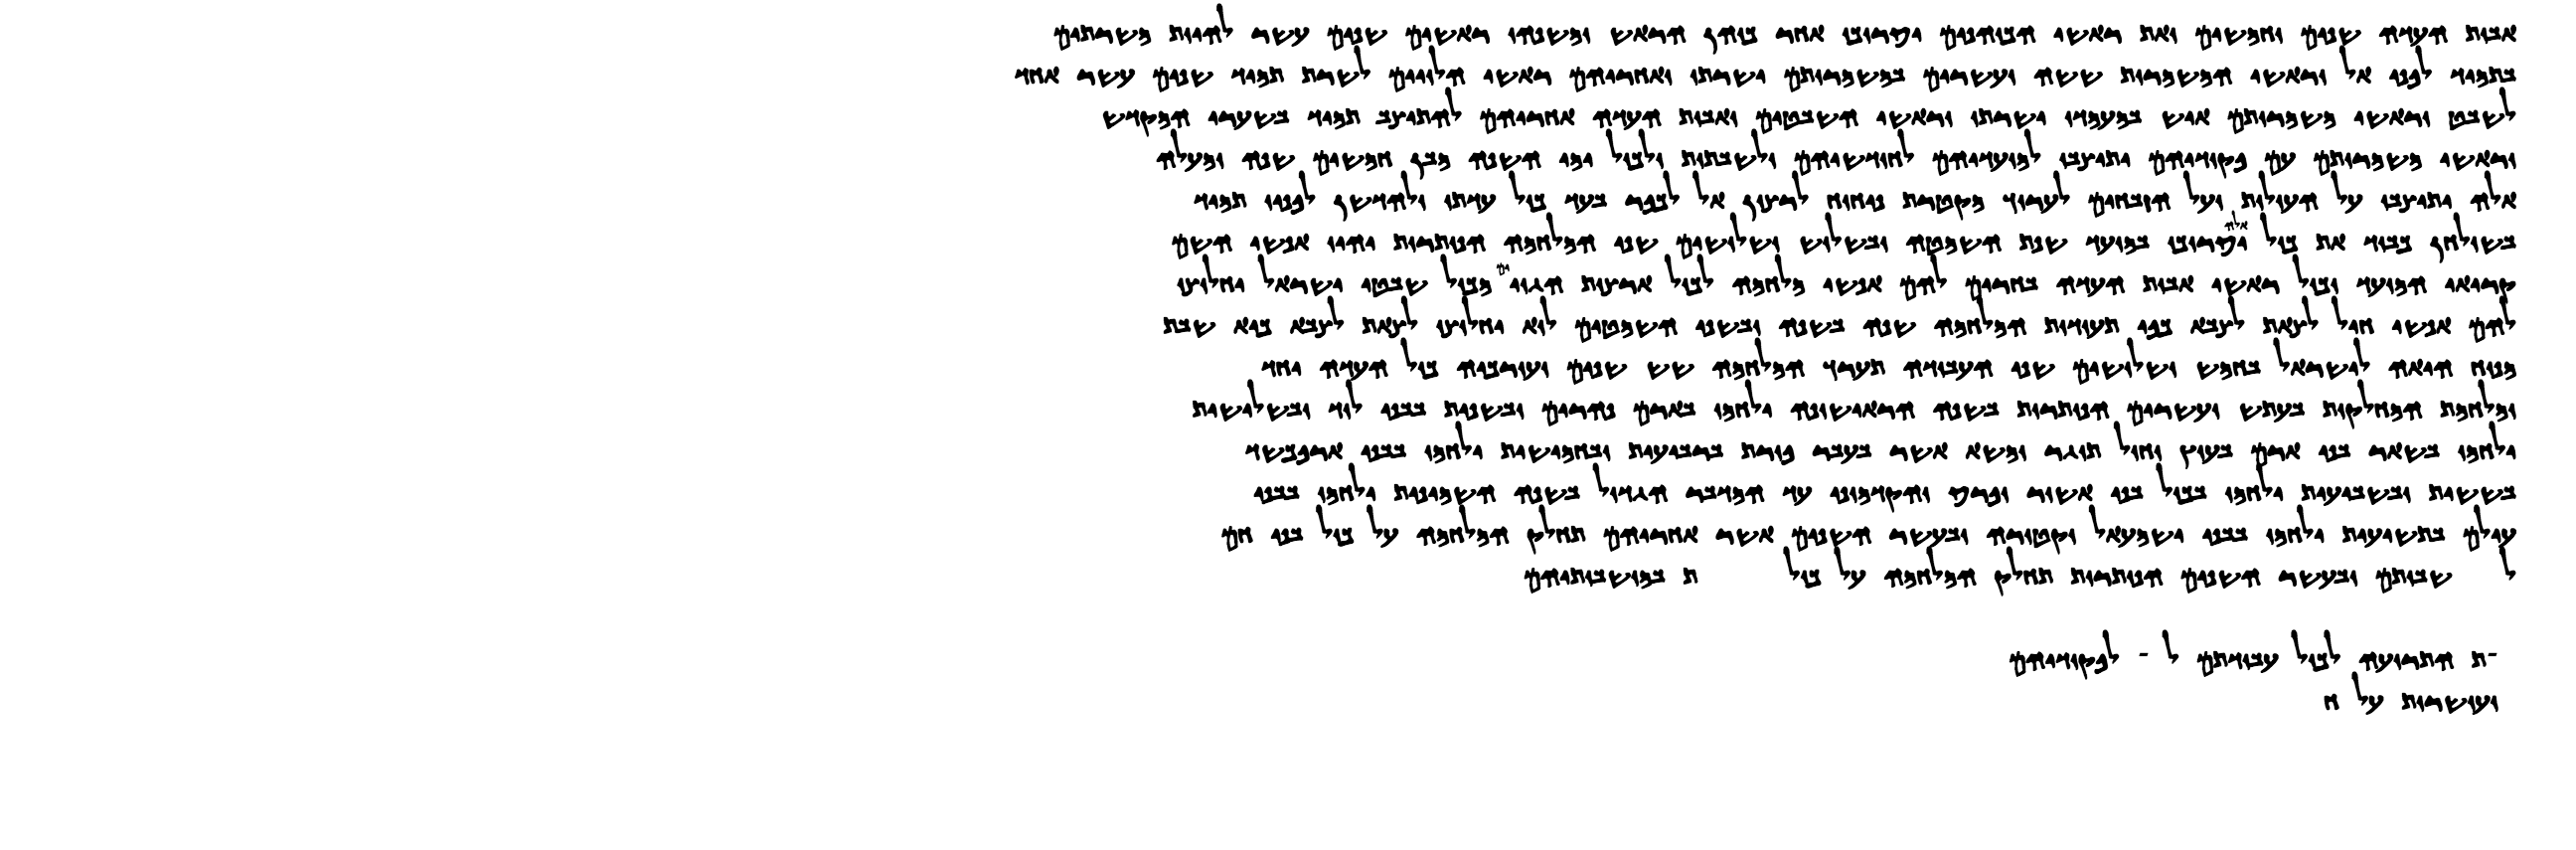 אבות העדה שנים וחמשים ואת ראשי הכוהנים יסרוכו אחר כוהן הראש ומשנהו ראשים שנים עשר להיות משרתים
בתמיד לפני אל וראשי המשמרות ששה ועשרים במשמרותם ישרתו ואחריהם ראשי הלויים לשרת תמיד שנים עשר אחד
לשבט וראשי משמרותם איש במעמדו ישרתו וראשי השבטים ואבות העדה אחריהם להתיצב תמיד בשערי המקדש
וראשי משמרותם עם פקודיהם יתיצבו למועדיהם לחודשיהם ולשבתות ולכול ימי השנה מבן חמשים שנה ומעלה
אלה יתיצבו על העולות ועל הזבחים לערוך מקטרת ניחוח לרצון אל לכפר בעד כול עדתו ולהדשן לפניו תמיד
בשולחן כבוד את כול אלה יסרוכו במועד שנת השמטה ובשלוש ושלושים שני המלחמה הנותרות יהיו אנשי השם
קרואי המועד וכול ראשי אבות העדה בחרים להם אנשי מלחמה לכול ארצות הגוים מכול שבטי ישראל יחלוצו
להם אנשי חיל לצאת לצבא כפי תעודות המלחמה שנה בשנה ובשני השמטים לוא יחלוצו לצאת לצבא כיא שבת
מנוח היאה לישראל בחמש ושלושים שני העבודה תערך המלחמה שש שנים ועורכיה כול העדה יחד
ומלחמת המחלקות בעתש ועשרים הנותרות בשנה הראישונה ילחמו בארם נהרים ובשנית בבני לוד ובשלישית
ילחמו בשאר בני ארם בעוץ וחול תוגר ומשא אשר בעבר פורת ברביעית ובחמישית ילחמו בבני ארפכשד
בששית ובשביעית ילחמו בכול בני אשור ופרס והקדמוני עד המדבר הגדול בשנה השמינית ילחמו בבני
עילם בתשיעית ילחמו בבני ישמעאל וקטורה ובעשר השנים אשר אחריהם תחלק המלחמה על כול בני חם
ל שבותם ובעשר השנים הנותרות תחלק המלחמה על כול ת במושבותיהם
-ת התרועה לכול עבודתם ל - לפקודיהם
ועושרות על ח